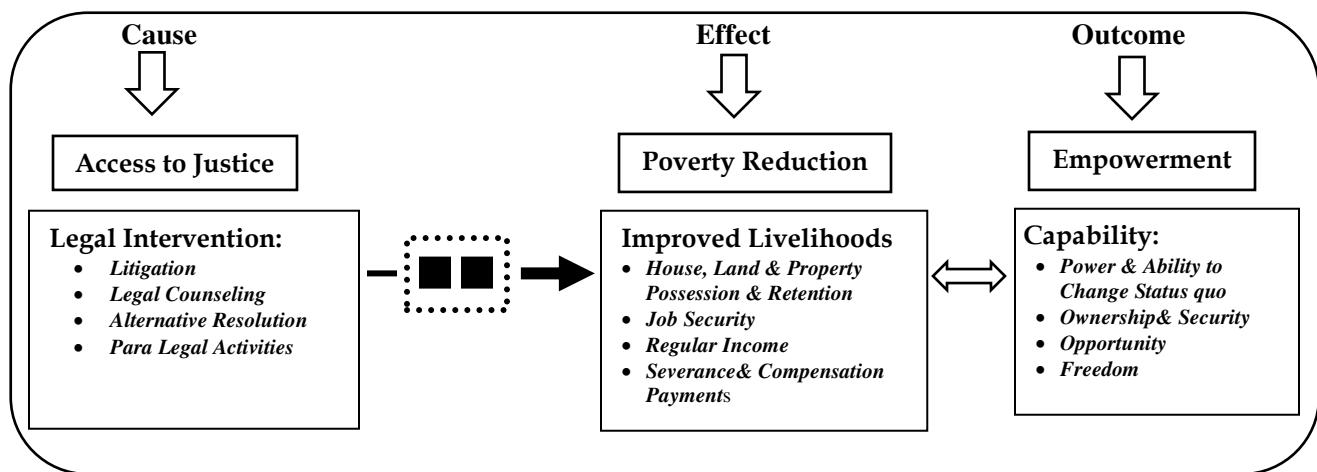 Cause
Effect
Outcome
Access to Justice
Poverty Reduction
Empowerment
Legal Intervention:
• Litigation
• Legal Counseling
• Alternative Resolution
• Para Legal Activities
Improved Livelihoods
• House, Land & Property
Possession & Retention
• Job Security
• Regular Income
• Severance& Compensation
Payments
Capability:
• Power & Ability to
Change Status quo
• Ownership& Security
• Opportunity
• Freedom